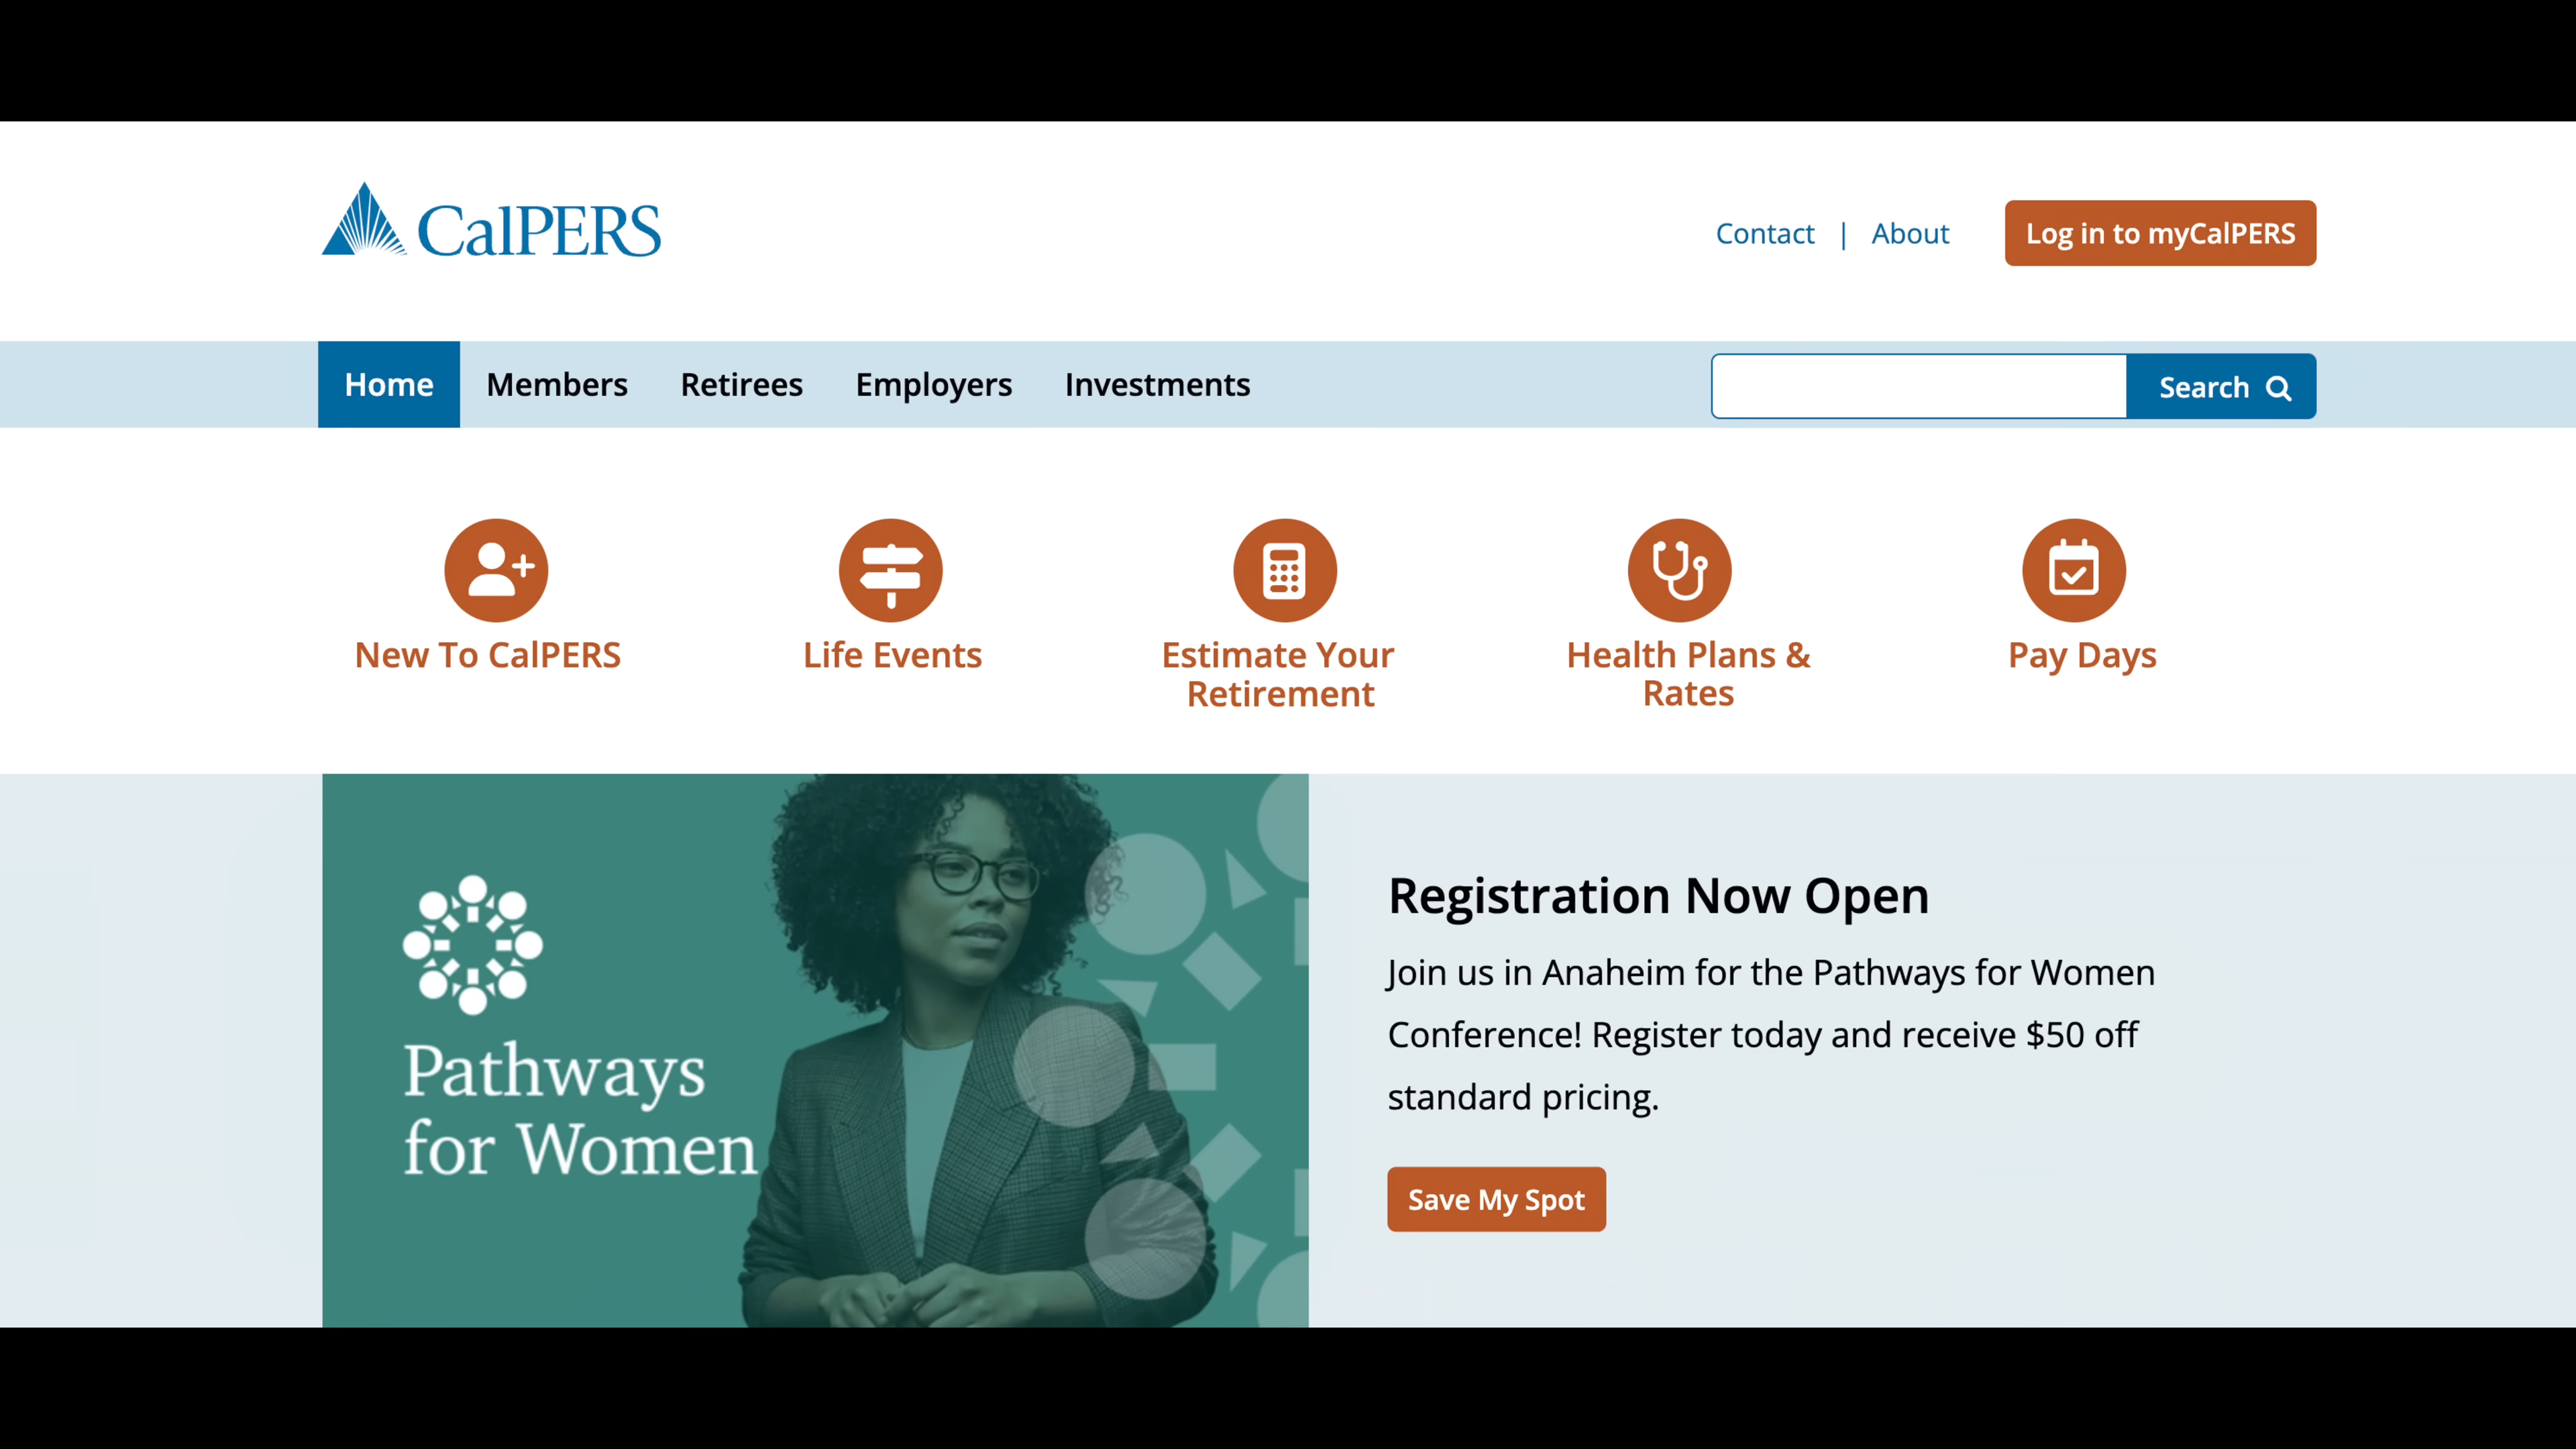 CalPERS
Contact | About
Log in to myCalPERS
Home
Members
Retirees
Employers
Investments
Search
New To CalPERS
Life Events
Estimate Your
Retirement
Health Plans &
Rates
Pay Days
Pathways
for Women
Registration Now Open
Join us in Anaheim for the Pathways for Women
Conference! Register today and receive $50 off
standard pricing.
Save My Spot